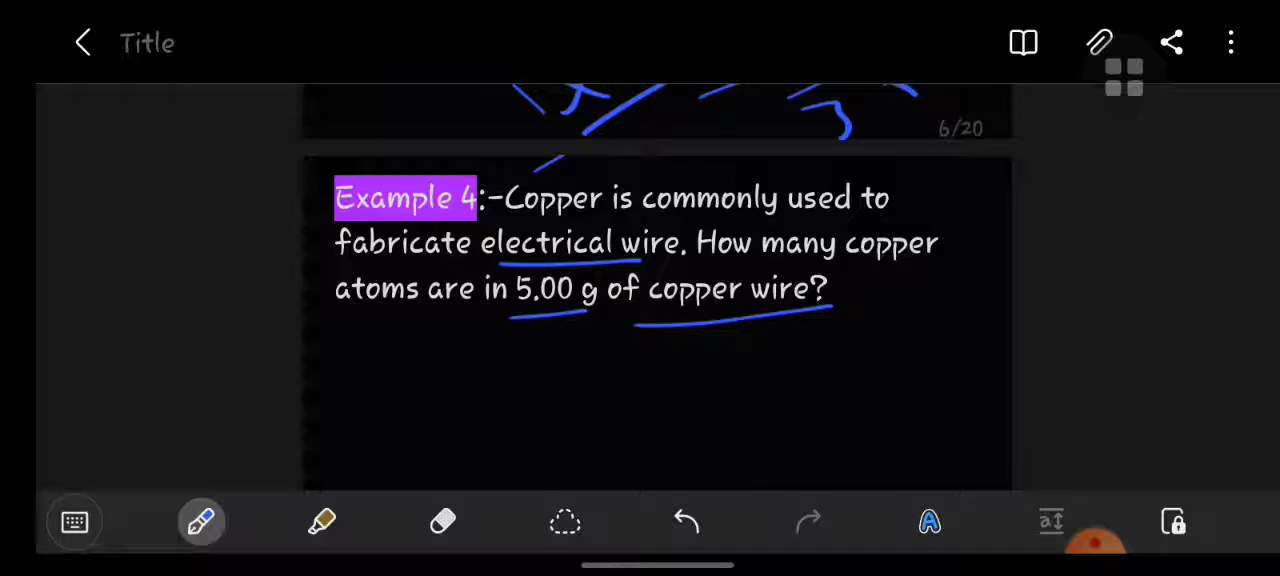 Title
6/20
Example 4:-Copper is commonly used to
fabricate electrical wire. How many copper
atoms are in 5.00 g of copper wire?
A
a